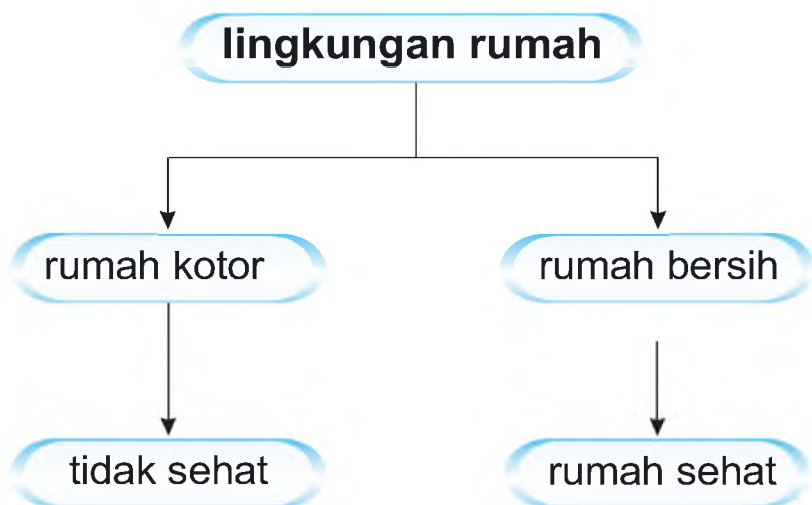 lingkungan rumah
rumah kotor
rumah bersih
tidak sehat
rumah sehat